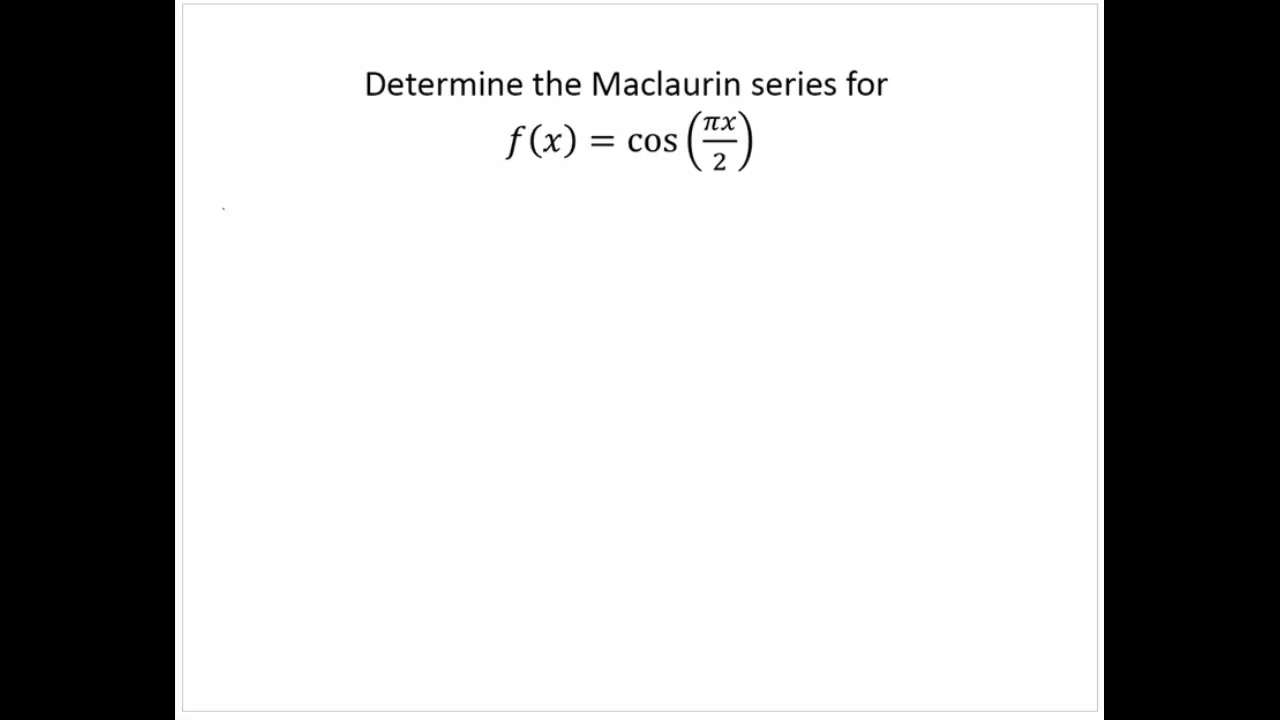 Determine the Maclaurin series for
f(x) = cos(πx/2)